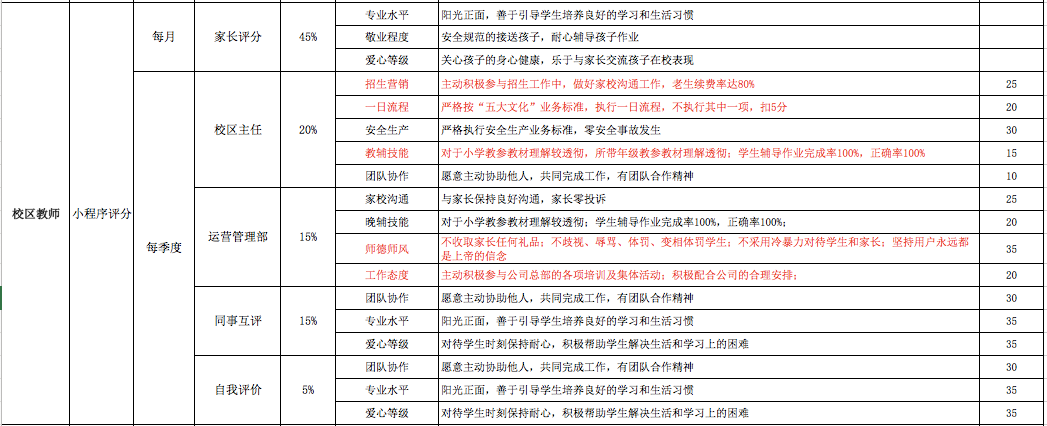 专业水平 阳光正面，善于引导学生培养良好的学习和生活习惯
每月 家长评分 45% 敬业程度 安全规范的接送孩子，耐心辅导孩子作业
爱心等级 关心孩子的身心健康，乐于与家长交流孩子在校表现
招生营销 主动积极参与招生工作中，做好家校沟通工作，老生续费率达80% 25
一日流程 严格按“五大文化”业务标准，执行一日流程，不执行其中一项，扣5分 20
校区主任 20% 安全生产 严格执行安全生产业务标准，零安全事故发生 30
教辅技能 对于小学教参教材理解较透彻，所带年级教参教材理解透彻；学生辅导作业完成率100%，正确率100% 15
团队协作 愿意主动协助他人，共同完成工作，有团队合作精神 10
家校沟通 与家长保持良好沟通，家长零投诉 25
校区教师 小程序评分
晚辅技能 对于小学教参教材理解较透彻；学生辅导作业完成率100%，正确率100%； 20
每季度 运营管理部 15% 师德师风 不收取家长任何礼品；不歧视、辱骂、体罚、变相体罚学生；不采用冷暴力对待学生和家长；坚持用户永远都 35
是上帝的信念
工作态度 主动积极参与公司总部的各项培训及集体活动；积极配合公司的合理安排； 20
团队协作 愿意主动协助他人，共同完成工作，有团队合作精神 30
同事互评 15% 专业水平 阳光正面，善于引导学生培养良好的学习和生活习惯 35
爱心等级 对待学生时刻保持耐心，积极帮助学生解决生活和学习上的困难 35
团队协作 愿意主动协助他人，共同完成工作，有团队合作精神 30
自我评价 5% 专业水平 阳光正面，善于引导学生培养良好的学习和生活习惯 35
爱心等级 对待学生时刻保持耐心，积极帮助学生解决生活和学习上的困难 35